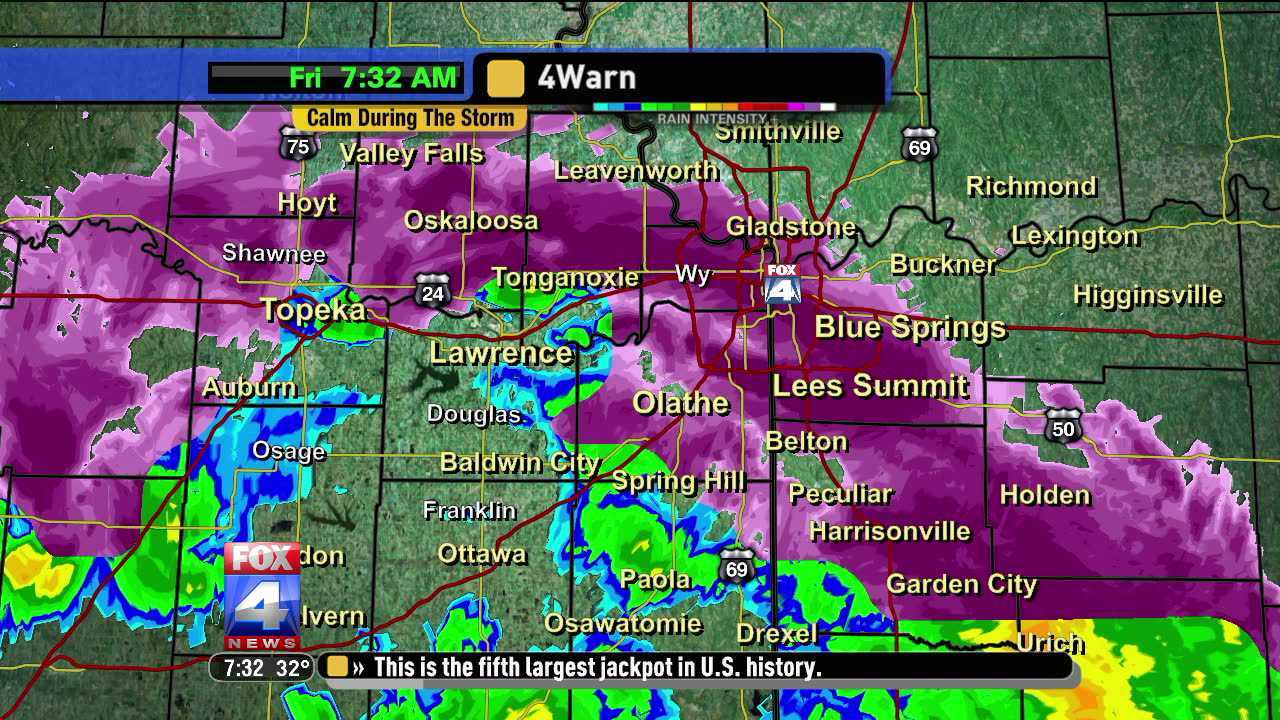 Fri 7:32 AM
4Warn
Calm During The Storm
RAIN INTENSITY
Smithville
75
Valley Falls
69
Leavenworth
Richmond
Hoyt
Oskaloosa
Gladstone
Lexington
Shawnee
Buckner
Tonganoxie
Wy
FOX
4
24
Higginsville
Topeka
Blue Springs
Lawrence
Auburn
Lees Summit
Olathe
Douglas
50
Belton
Osage
Baldwin City
Spring Hill
Peculiar
Holden
Franklin
Harrisonville
Ottawa
don
69
Paola
Garden City
FOX
4
NEWS
lvern
Osawatomie
Drexel
Urich
7:32 32°
» This is the fifth largest jackpot in U.S. history.